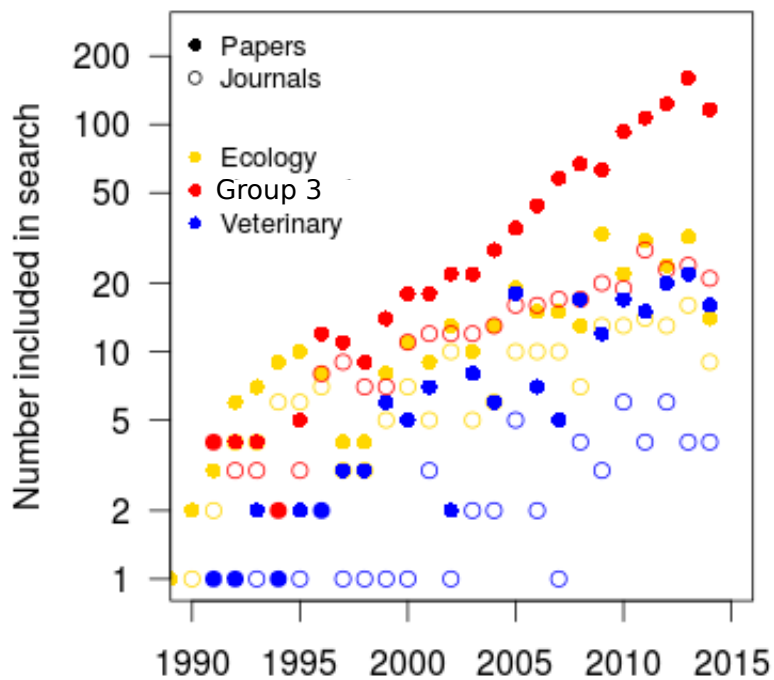 Number included in search
200
100
50
20
10
5
2
1
Papers
Journals
Ecology
Group 3
Veterinary
1990 1995 2000 2005 2010 2015